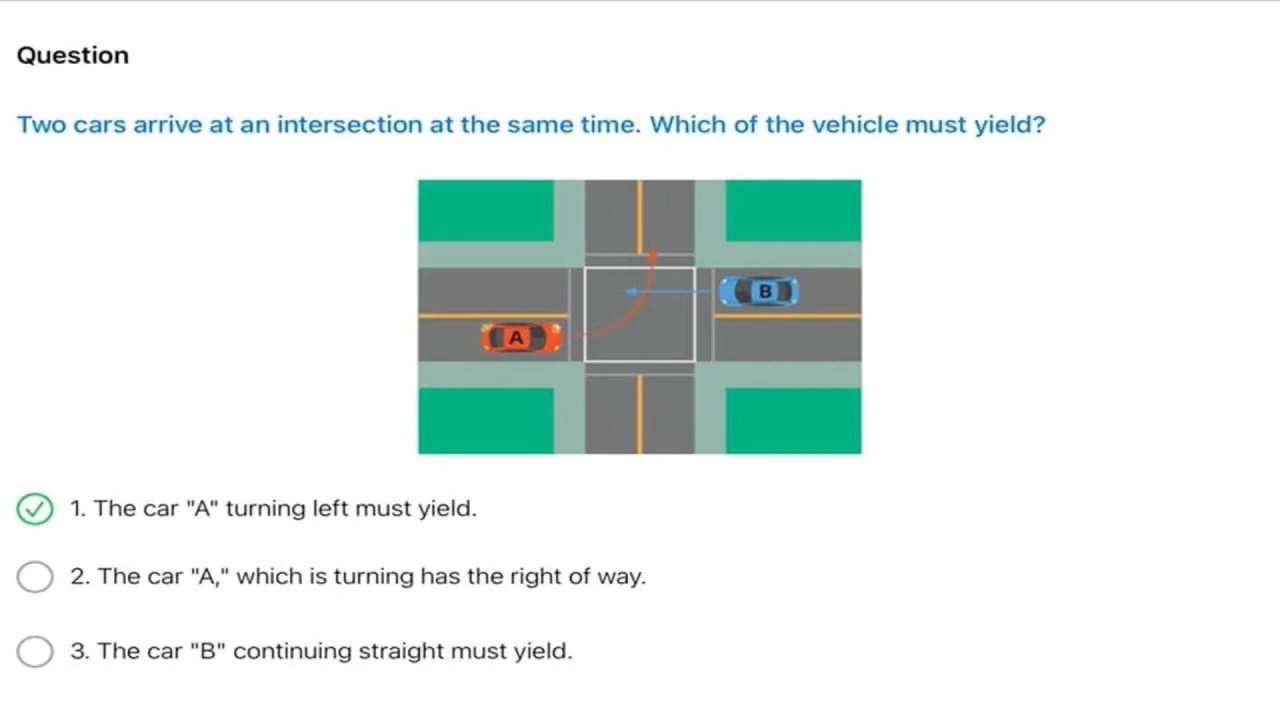 Question
Two cars arrive at an intersection at the same time. Which of the vehicle must yield?
B
A
1. The car "A" turning left must yield.
2. The car "A," which is turning has the right of way.
3. The car "B" continuing straight must yield.